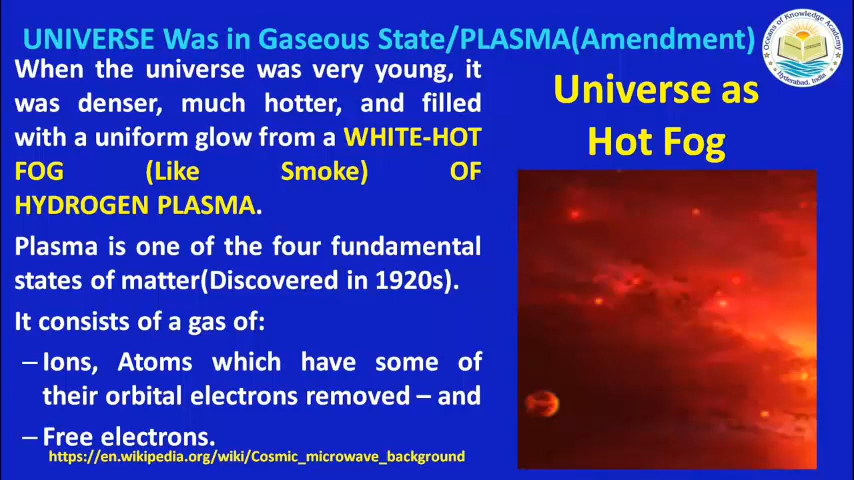 UNIVERSE Was in Gaseous State/PLASMA(Amendment)
When the universe was very young, it
was denser, much hotter, and filled
with a uniform glow from a WHITE-HOT
FOG (Like Smoke) OF
HYDROGEN PLASMA.
Plasma is one of the four fundamental
states of matter(Discovered in 1920s).
It consists of a gas of:
– Ions, Atoms which have some of
their orbital electrons removed – and
– Free electrons.
https://en.wikipedia.org/wiki/Cosmic_microwave_background
Universe as
Hot Fog
Oceans of Knowledge Academy
Hyderabad, India